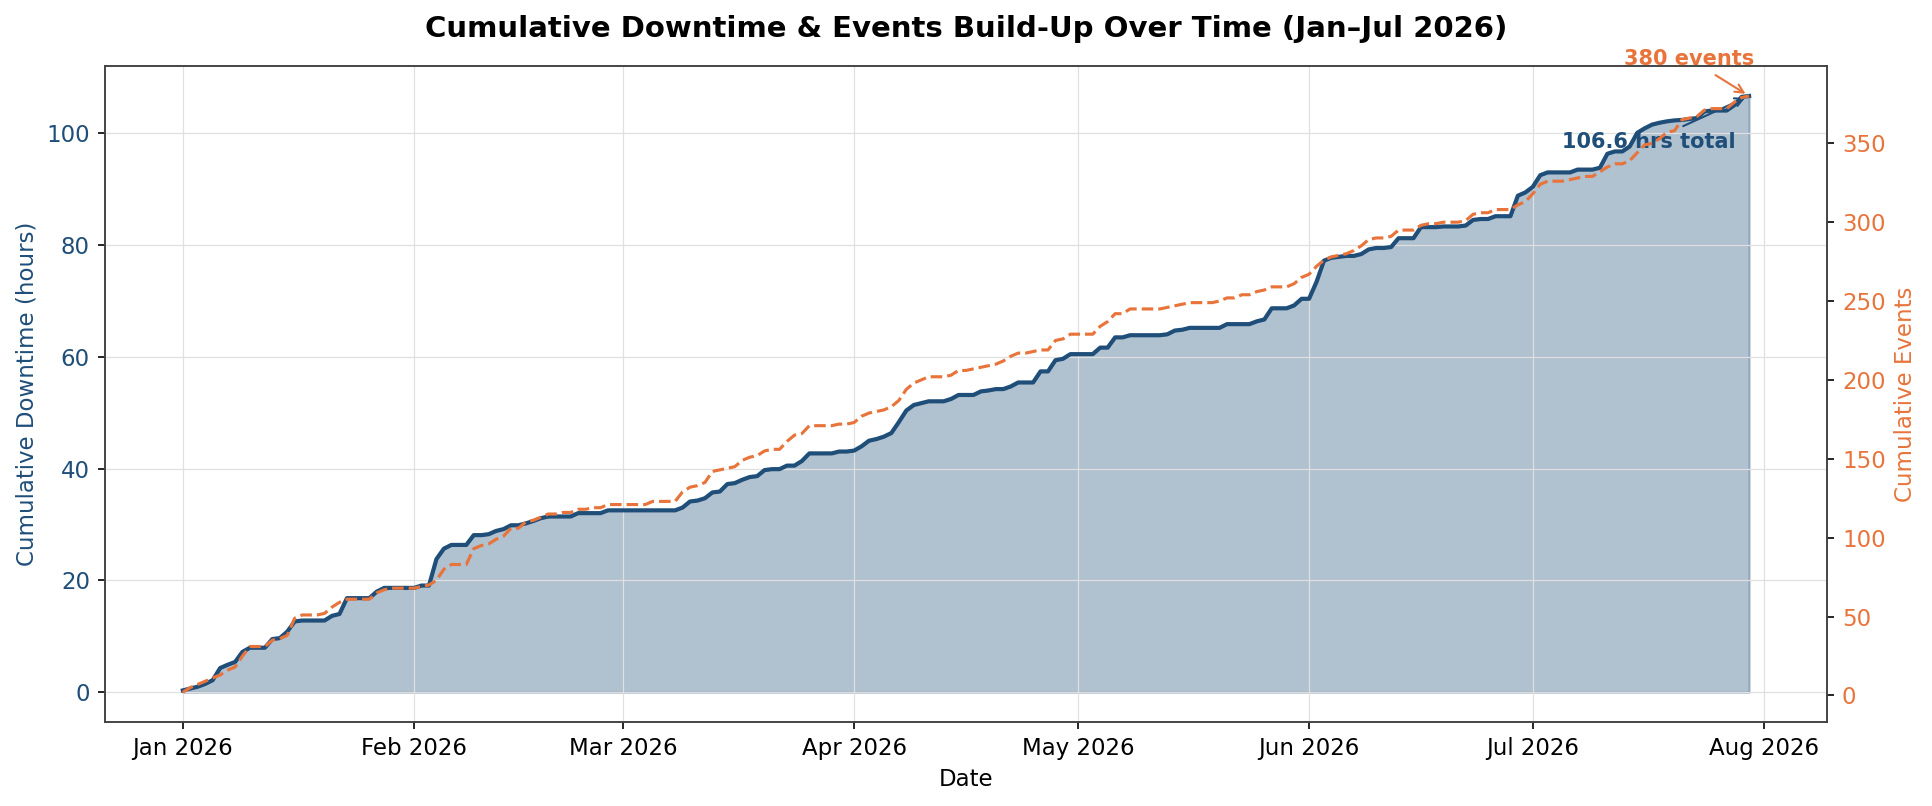 Cumulative Downtime & Events Build-Up Over Time (Jan–Jul 2026)
380 events
106.6 hrs total
Cumulative Downtime (hours)
100
80
60
40
20
0
350
300
250
200
150
100
50
0
Cumulative Events
Jan 2026
Feb 2026
Mar 2026
Apr 2026
May 2026
Jun 2026
Jul 2026
Aug 2026
Date